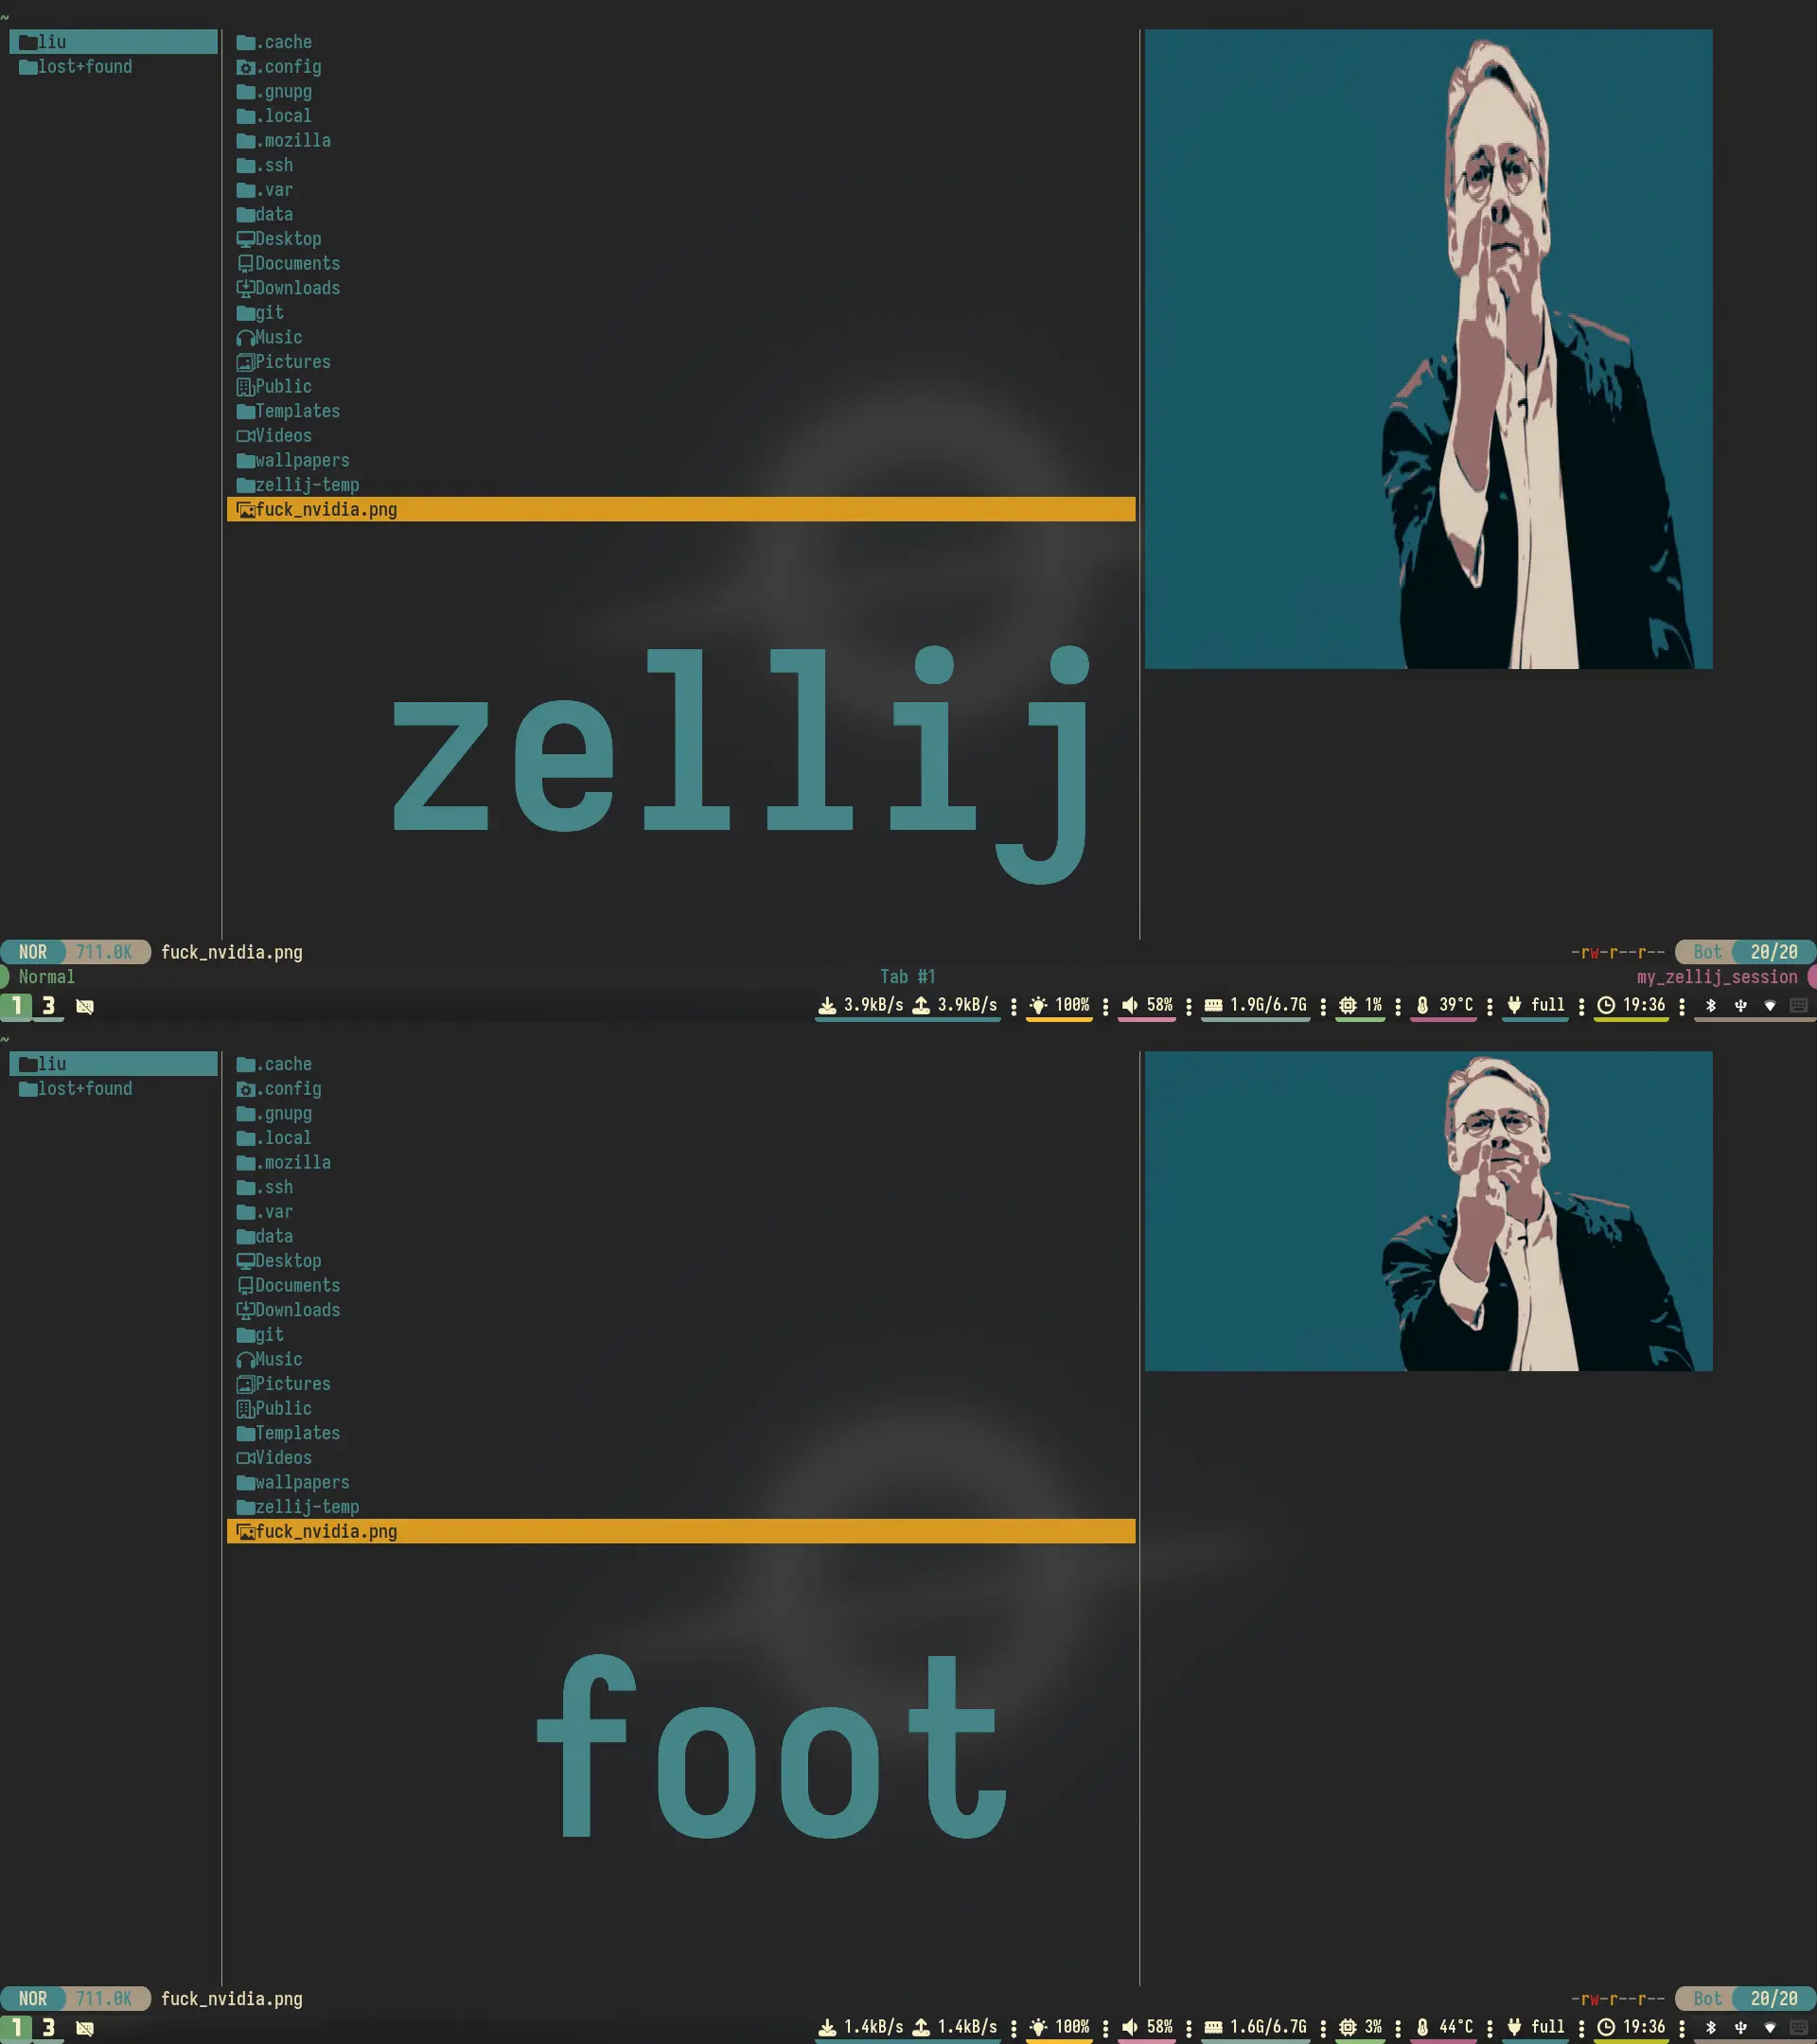 ~
liu
lost+found
.cache
.config
.gnupg
.local
.mozilla
.ssh
.var
data
Desktop
Documents
Downloads
git
Music
Pictures
Public
Templates
Videos
wallpapers
zellij-temp
fuck_nvidia.png
zellij
NOR 711.0K fuck_nvidia.png -rw-r--r-- Bot 20/20
Normal Tab #1 my_zellij_session
1 3 3.9kB/s 3.9kB/s 100% 58% 1.9G/6.7G 1% 39°C full 19:36
~
liu
lost+found
.cache
.config
.gnupg
.local
.mozilla
.ssh
.var
data
Desktop
Documents
Downloads
git
Music
Pictures
Public
Templates
Videos
wallpapers
zellij-temp
fuck_nvidia.png
foot
NOR 711.0K fuck_nvidia.png -rw-r--r-- Bot 20/20
1 3 1.4kB/s 1.4kB/s 100% 58% 1.6G/6.7G 3% 44°C full 19:36